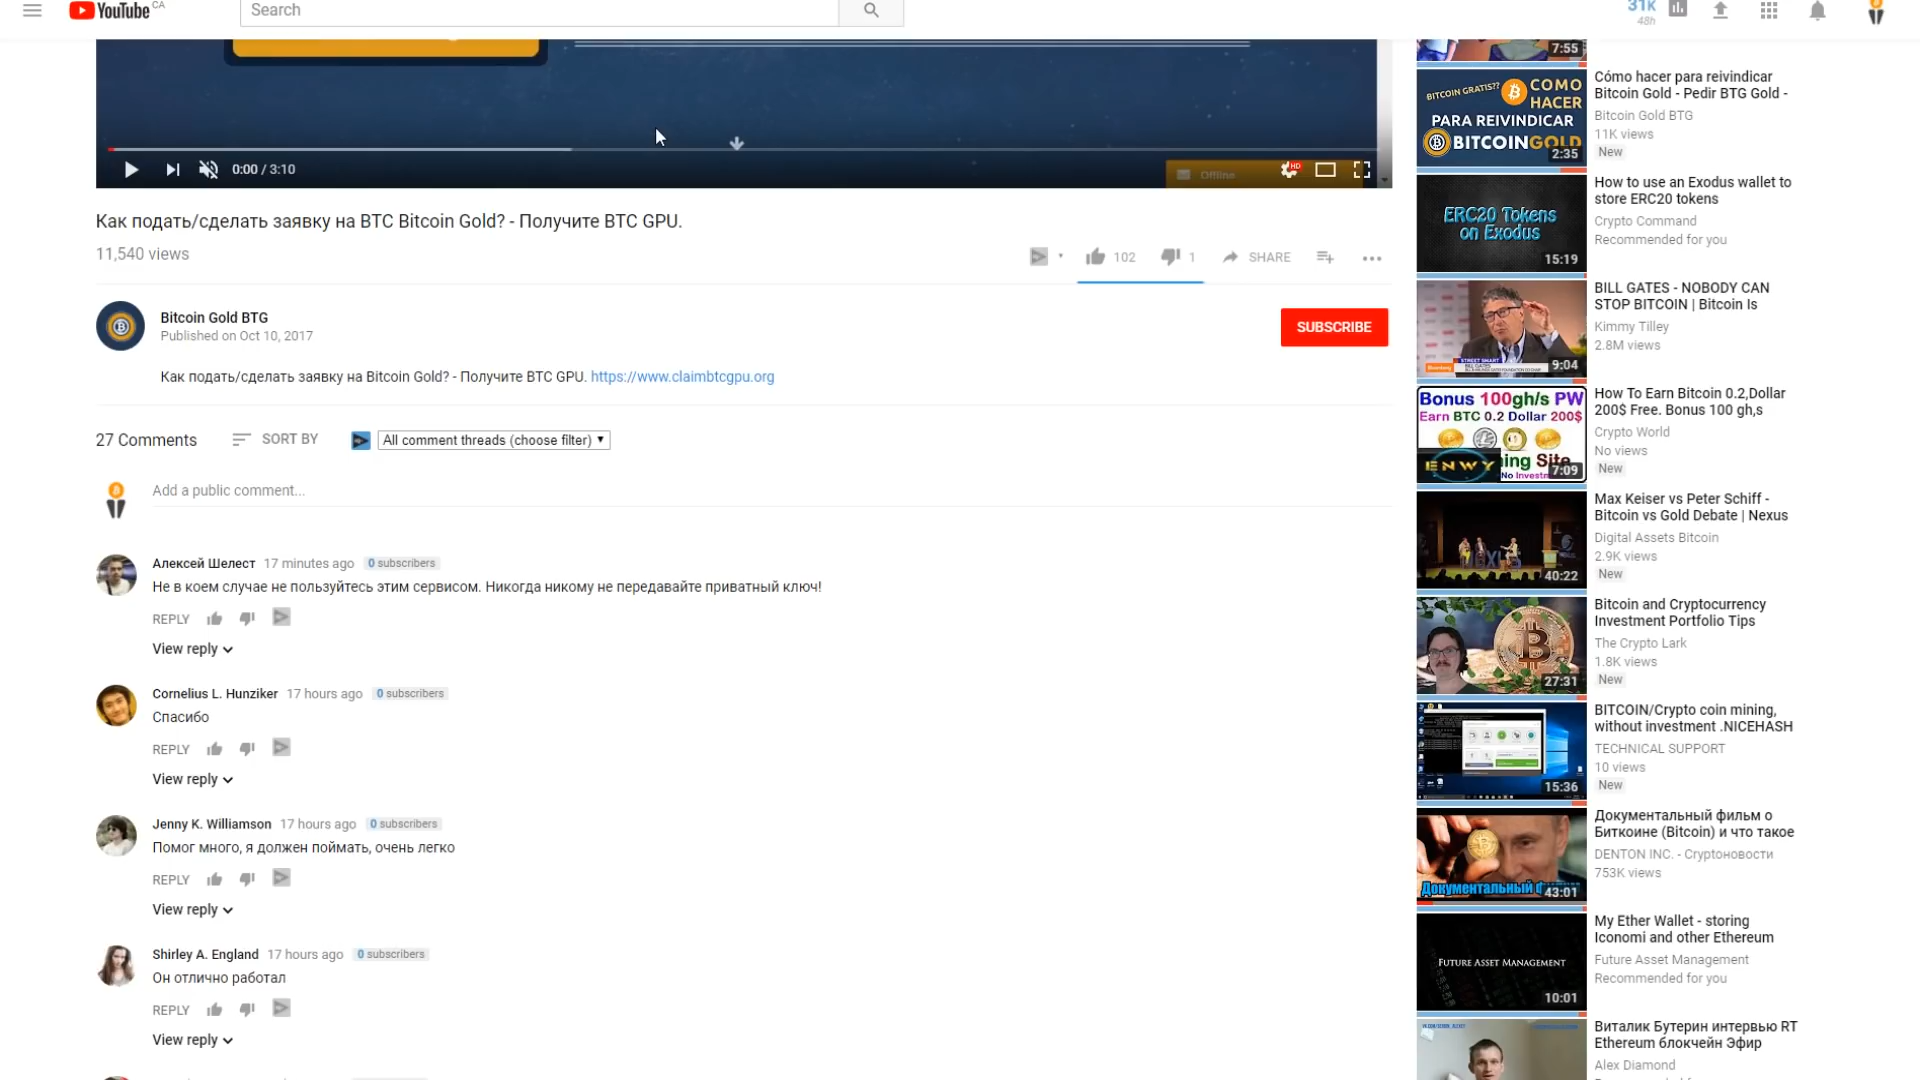 YouTube CA
Search
31K
48h
0:00 / 3:10
HD
Offline
Как подать/сделать заявку на BTC Bitcoin Gold? - Получите BTC GPU.
11,540 views
102
1
SHARE
Bitcoin Gold BTG
Published on Oct 10, 2017
SUBSCRIBE
Как подать/сделать заявку на Bitcoin Gold? - Получите BTC GPU. https://www.claimbtcgpu.org
27 Comments
SORT BY
All comment threads (choose filter)
Add a public comment...
Алексей Шелест 17 minutes ago 0 subscribers
Не в коем случае не пользуйтесь этим сервисом. Никогда никому не передавайте приватный ключ!
REPLY
View reply
Cornelius L. Hunziker 17 hours ago 0 subscribers
Спасибо
REPLY
View reply
Jenny K. Williamson 17 hours ago 0 subscribers
Помог много, я должен поймать, очень легко
REPLY
View reply
Shirley A. England 17 hours ago 0 subscribers
Он отлично работал
REPLY
View reply
7:55
BITCOIN GRATIS??
COMO
HACER
PARA REIVINDICAR
BITCOINGOLD
2:35
Cómo hacer para reivindicar
Bitcoin Gold - Pedir BTG Gold -
Bitcoin Gold BTG
11K views
New
ERC20 Tokens
on Exodus
15:19
How to use an Exodus wallet to
store ERC20 tokens
Crypto Command
Recommended for you
STREET SMART
Bloomberg
9:04
BILL GATES - NOBODY CAN
STOP BITCOIN | Bitcoin Is
Kimmy Tilley
2.8M views
Bonus 100gh/s PW
Earn BTC 0.2 Dollar 200$
ENWY
ing Site
No Investm
7:09
How To Earn Bitcoin 0.2,Dollar
200$ Free. Bonus 100 gh,s
Crypto World
No views
New
NEXUS
40:22
Max Keiser vs Peter Schiff -
Bitcoin vs Gold Debate | Nexus
Digital Assets Bitcoin
2.9K views
New
27:31
Bitcoin and Cryptocurrency
Investment Portfolio Tips
The Crypto Lark
1.8K views
New
15:36
BITCOIN/Crypto coin mining,
without investment .NICEHASH
TECHNICAL SUPPORT
10 views
New
Документальный ф
43:01
Документальный фильм о
Биткоине (Bitcoin) и что такое
DENTON INC. - Cryptoновости
753K views
FUTURE ASSET MANAGEMENT
10:01
My Ether Wallet - storing
Iconomi and other Ethereum
Future Asset Management
Recommended for you
Виталик Бутерин интервью RT
Ethereum блокчейн Эфир
Alex Diamond